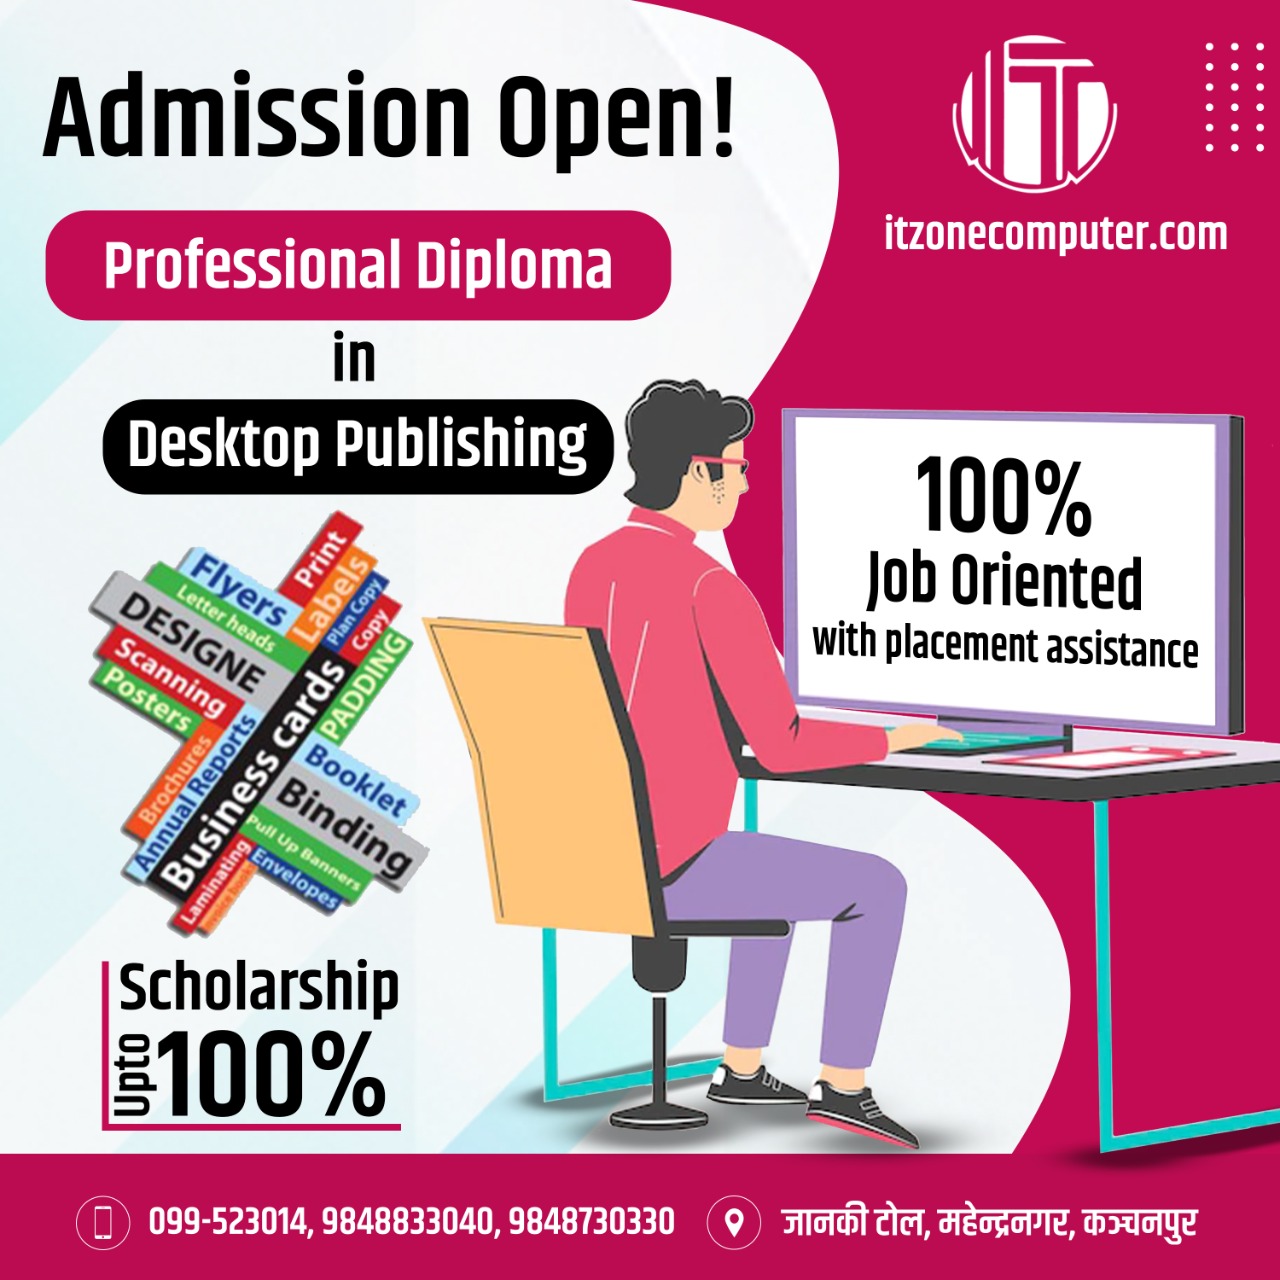 Admission Open!
itzonecomputer.com
Professional Diploma
in
Desktop Publishing
100%
Job Oriented
with placement assistance
Print
Labels
Plan Copy
Copy
PADDING
Flyers
Letter heads
DESIGNE
Scanning
Posters
Brochures
Annual Reports
Business cards
Booklet
Binding
Pull Up Banners
Envelopes
Laminating
Scholarship
Upto
100%
099-523014, 9848833040, 9848730330
जानकी टोल, महेन्द्रनगर, कञ्चनपुर